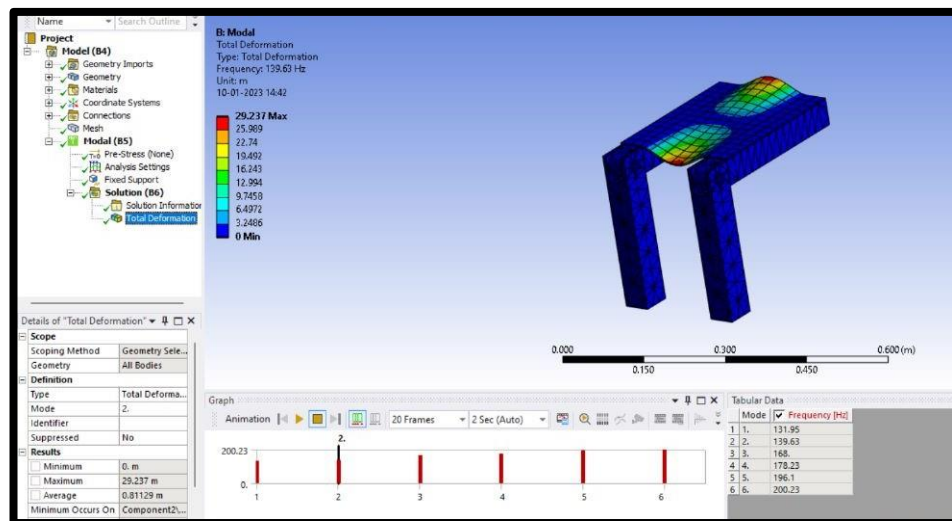 Name Search Outline
Project
Model (B4)
Geometry Imports
Geometry
Materials
Coordinate Systems
Connections
Mesh
Modal (B5)
Pre-Stress (None)
Analysis Settings
Fixed Support
Solution (B6)
Solution Information
Total Deformation
B: Modal
Total Deformation
Type: Total Deformation
Frequency: 139.63 Hz
Unit: m
10-01-2023 14:42
29.237 Max
25.989
22.74
19.492
16.243
12.994
9.7458
6.4972
3.2486
0 Min
0.000 0.300 0.600 (m)
0.150 0.450
Details of "Total Deformation"
Scope
Scoping Method Geometry Sele...
Geometry All Bodies
Definition
Type Total Deforma...
Mode 2.
Identifier
Suppressed No
Results
Minimum 0. m
Maximum 29.237 m
Average 0.81129 m
Minimum Occurs On Component2\...
Graph
Animation 20 Frames 2 Sec (Auto)
2.
200.23
0.
1 2 3 4 5 6
Tabular Data
Mode Frequency [Hz]
1 1. 131.95
2 2. 139.63
3 3. 168.
4 4. 178.23
5 5. 196.1
6 6. 200.23